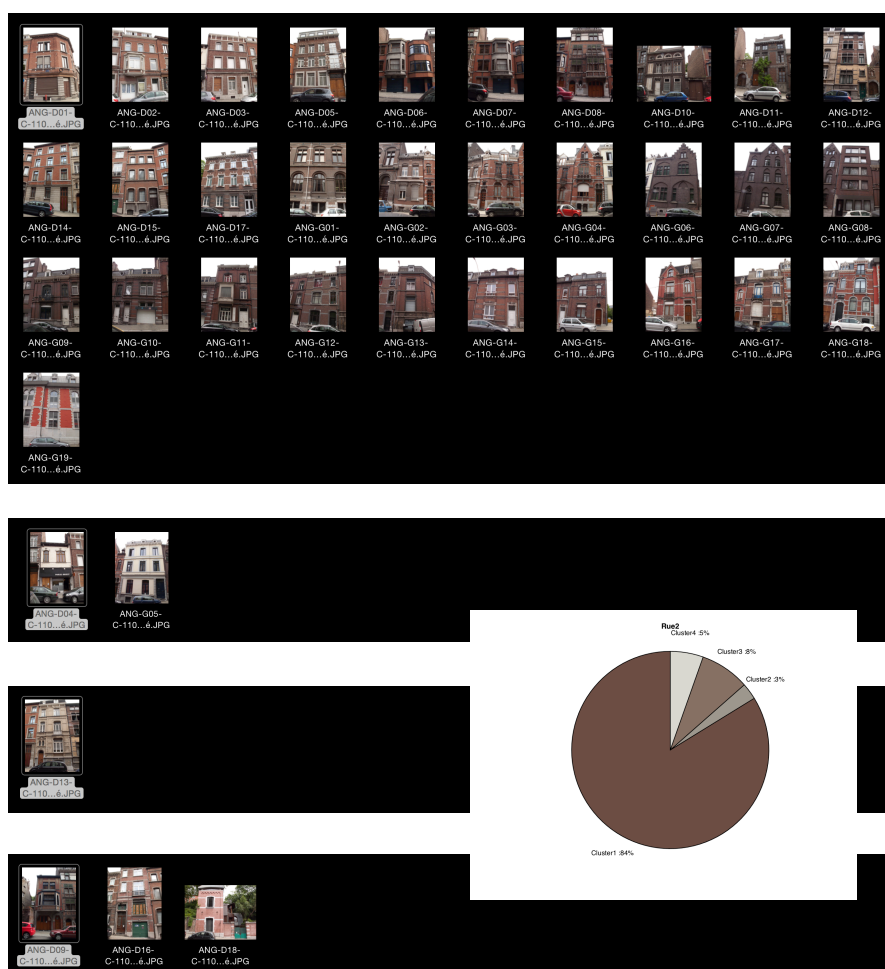 ANG-D01- ANG-D02- ANG-D03- ANG-D05- ANG-D06- ANG-D07- ANG-D08- ANG-D10- ANG-D11- ANG-D12-
C-110...é.JPG C-110...é.JPG C-110...é.JPG C-110...é.JPG C-110...é.JPG C-110...é.JPG C-110...é.JPG C-110...é.JPG C-110...é.JPG C-110...é.JPG
ANG-D14- ANG-D15- ANG-D17- ANG-G01- ANG-G02- ANG-G03- ANG-G04- ANG-G06- ANG-G07- ANG-G08-
C-110...é.JPG C-110...é.JPG C-110...é.JPG C-110...é.JPG C-110...é.JPG C-110...é.JPG C-110...é.JPG C-110...é.JPG C-110...é.JPG C-110...é.JPG
ANG-G09- ANG-G10- ANG-G11- ANG-G12- ANG-G13- ANG-G14- ANG-G15- ANG-G16- ANG-G17- ANG-G18-
C-110...é.JPG C-110...é.JPG C-110...é.JPG C-110...é.JPG C-110...é.JPG C-110...é.JPG C-110...é.JPG C-110...é.JPG C-110...é.JPG C-110...é.JPG
ANG-G19-
C-110...é.JPG
ANG-D04- ANG-G05-
C-110...é.JPG C-110...é.JPG
Rue2
Cluster4 :5%
Cluster3 :8%
Cluster2 :3%
Cluster1 :84%
ANG-D13-
C-110...é.JPG
ANG-D09- ANG-D16- ANG-D18-
C-110...é.JPG C-110...é.JPG C-110...é.JPG